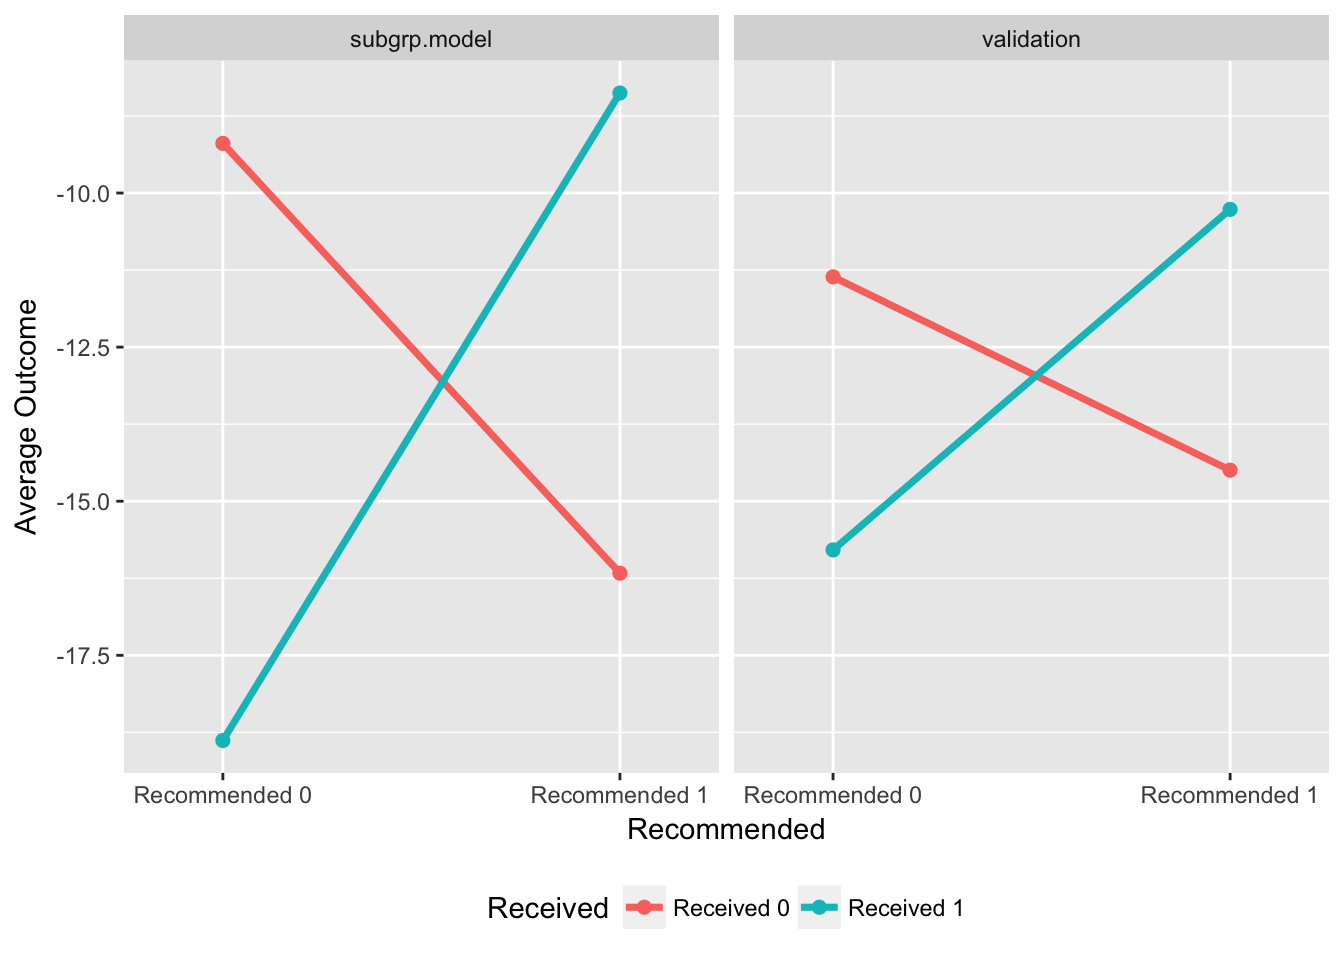 subgrp.model
validation
Average Outcome
-10.0
-12.5
-15.0
-17.5
Recommended 0
Recommended 1
Recommended 0
Recommended 1
Recommended
Received
Received 0
Received 1